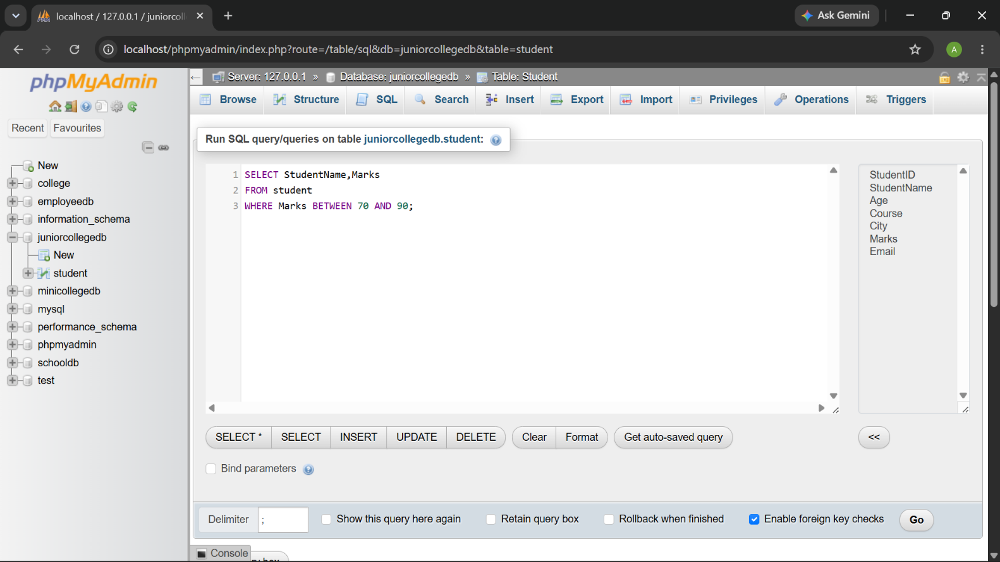 localhost / 127.0.0.1 / juniorcoll
Ask Gemini
localhost/phpmyadmin/index.php?route=/table/sql&db=juniorcollegedb&table=student
A
phpMyAdmin
Recent Favourites
New
college
employeedb
information_schema
juniorcollegedb
New
student
minicollegedb
mysql
performance_schema
phpmyadmin
schooldb
test
Server: 127.0.0.1 » Database: juniorcollegedb » Table: Student
Browse Structure SQL Search Insert Export Import Privileges Operations Triggers
Run SQL query/queries on table juniorcollegedb.student:
1 SELECT StudentName,Marks
2 FROM student
3 WHERE Marks BETWEEN 70 AND 90;
StudentID
StudentName
Age
Course
City
Marks
Email
SELECT * SELECT INSERT UPDATE DELETE Clear Format Get auto-saved query <<
Bind parameters
Delimiter ; Show this query here again Retain query box Rollback when finished Enable foreign key checks Go
Console